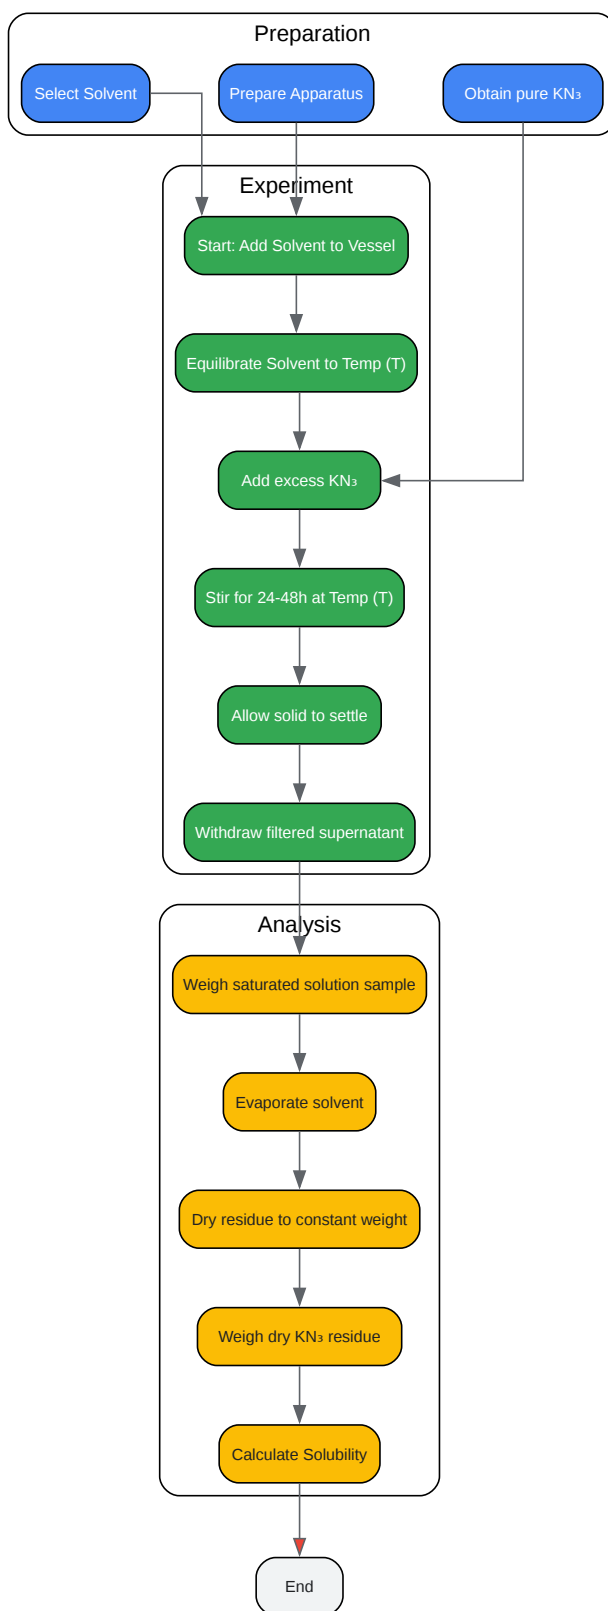 Preparation
Select Solvent
Prepare Apparatus
Obtain pure KN₃
Experiment
Start: Add Solvent to Vessel
Equilibrate Solvent to Temp (T)
Add excess KN₃
Stir for 24-48h at Temp (T)
Allow solid to settle
Withdraw filtered supernatant
Analysis
Weigh saturated solution sample
Evaporate solvent
Dry residue to constant weight
Weigh dry KN₃ residue
Calculate Solubility
End